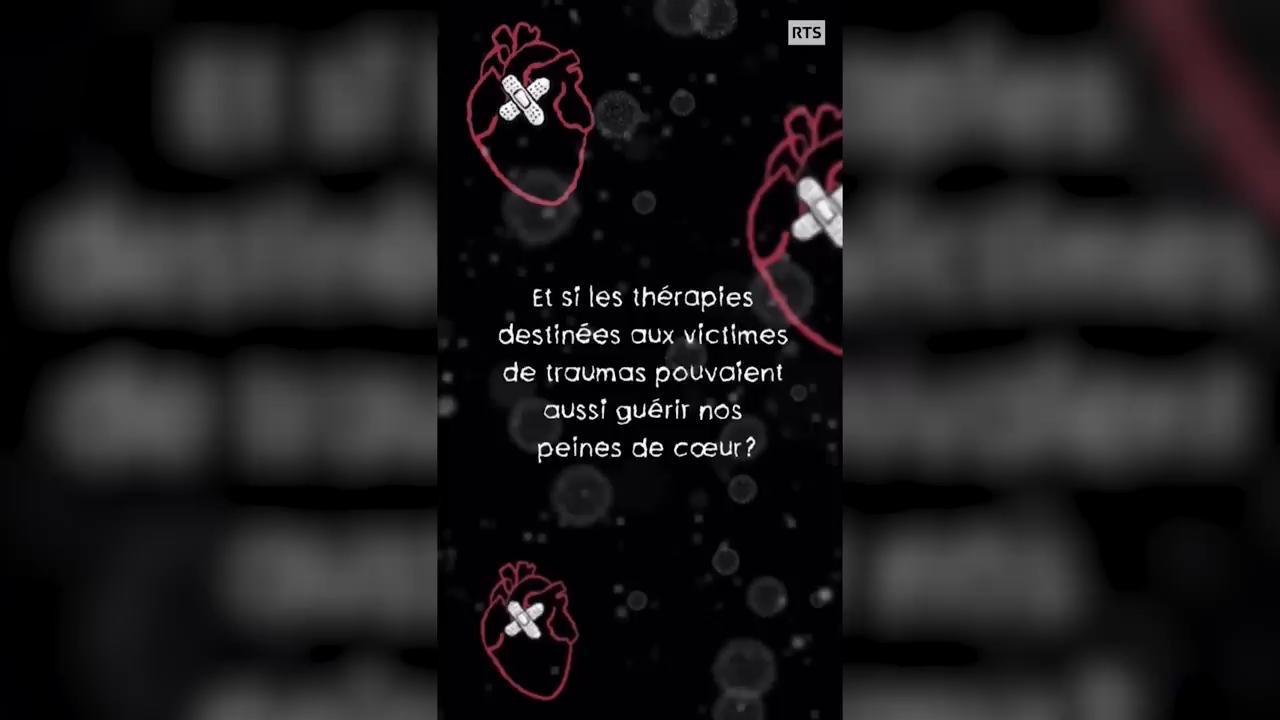 RTS
Et si les thérapies
destinées aux victimes
de traumas pouvaient
aussi guérir nos
peines de cœur?